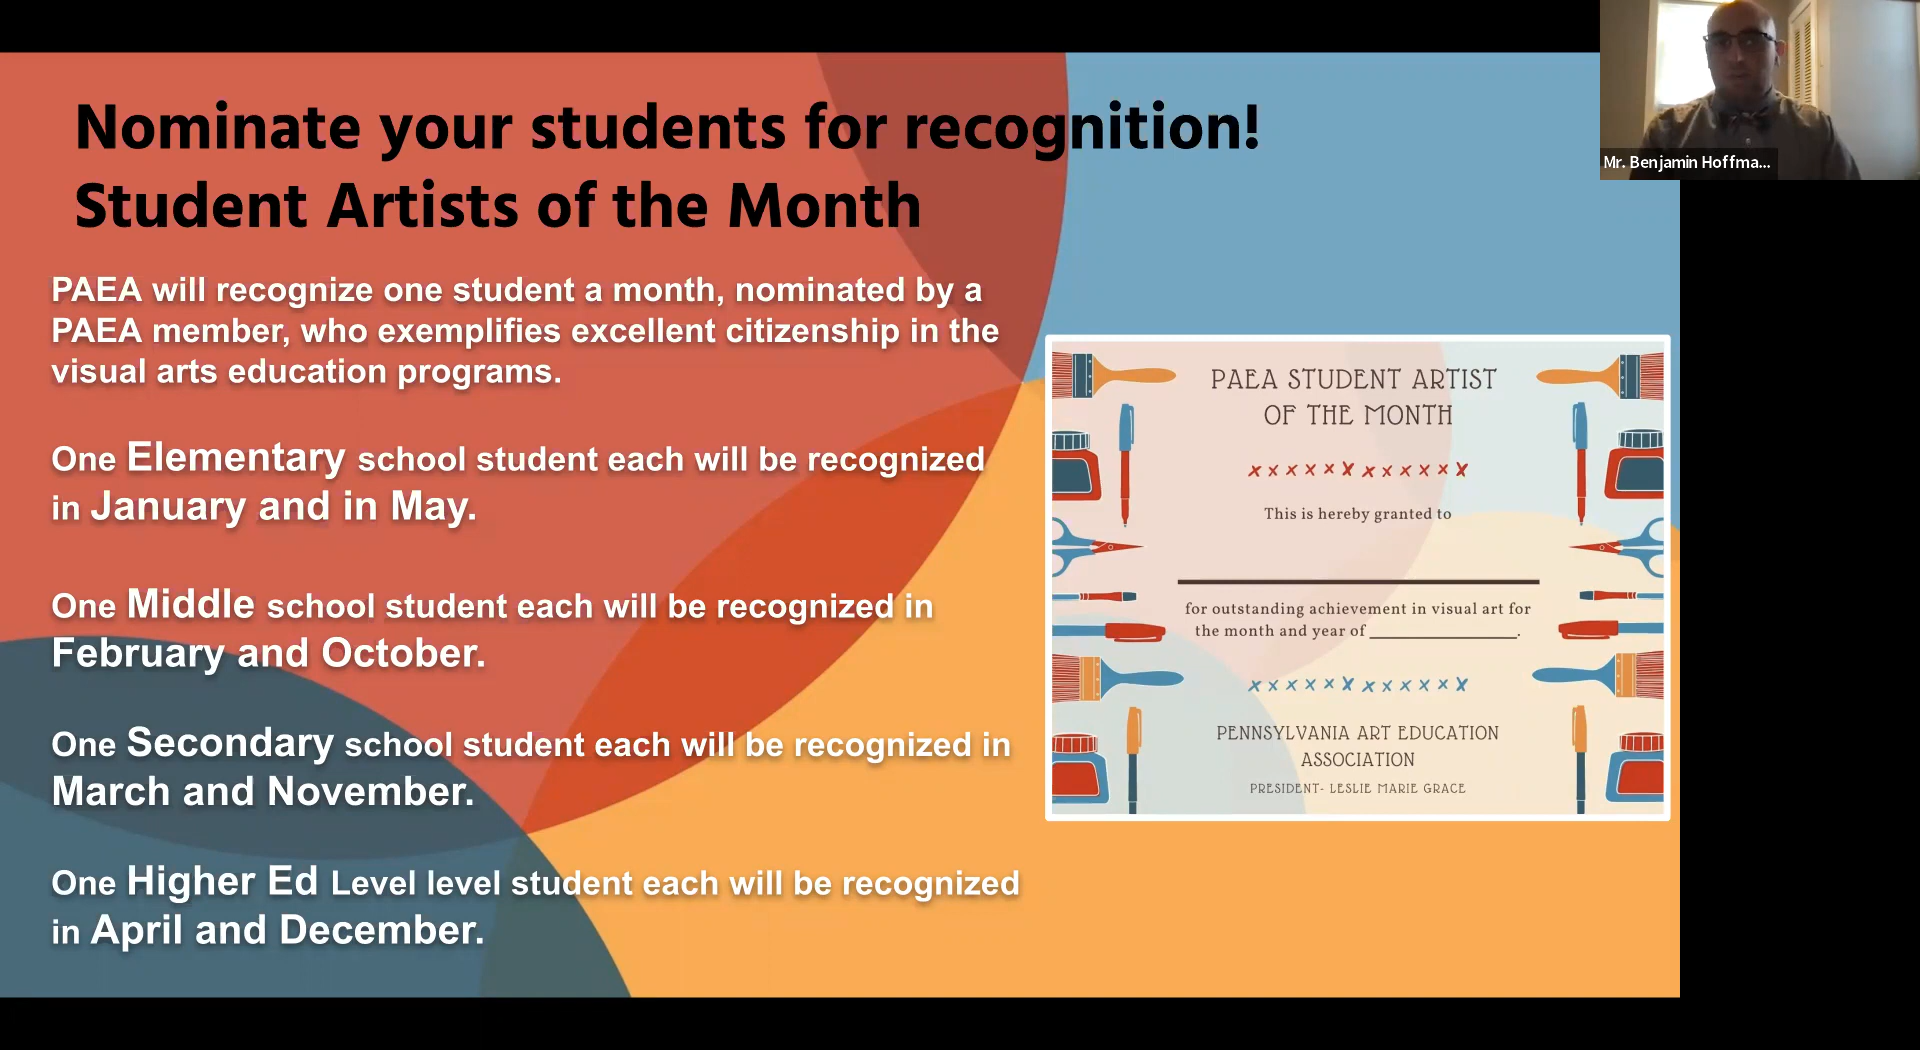 Nominate your students for recognition!
Student Artists of the Month
PAEA will recognize one student a month, nominated by a
PAEA member, who exemplifies excellent citizenship in the
visual arts education programs.
One Elementary school student each will be recognized
in January and in May.
One Middle school student each will be recognized in
February and October.
One Secondary school student each will be recognized in
March and November.
One Higher Ed Level level student each will be recognized
in April and December.
PAEA STUDENT ARTIST
OF THE MONTH
This is hereby granted to
for outstanding achievement in visual art for
the month and year of _______________.
PENNSYLVANIA ART EDUCATION
ASSOCIATION
PRESIDENT- LESLIE MARIE GRACE
Mr. Benjamin Hoffma...